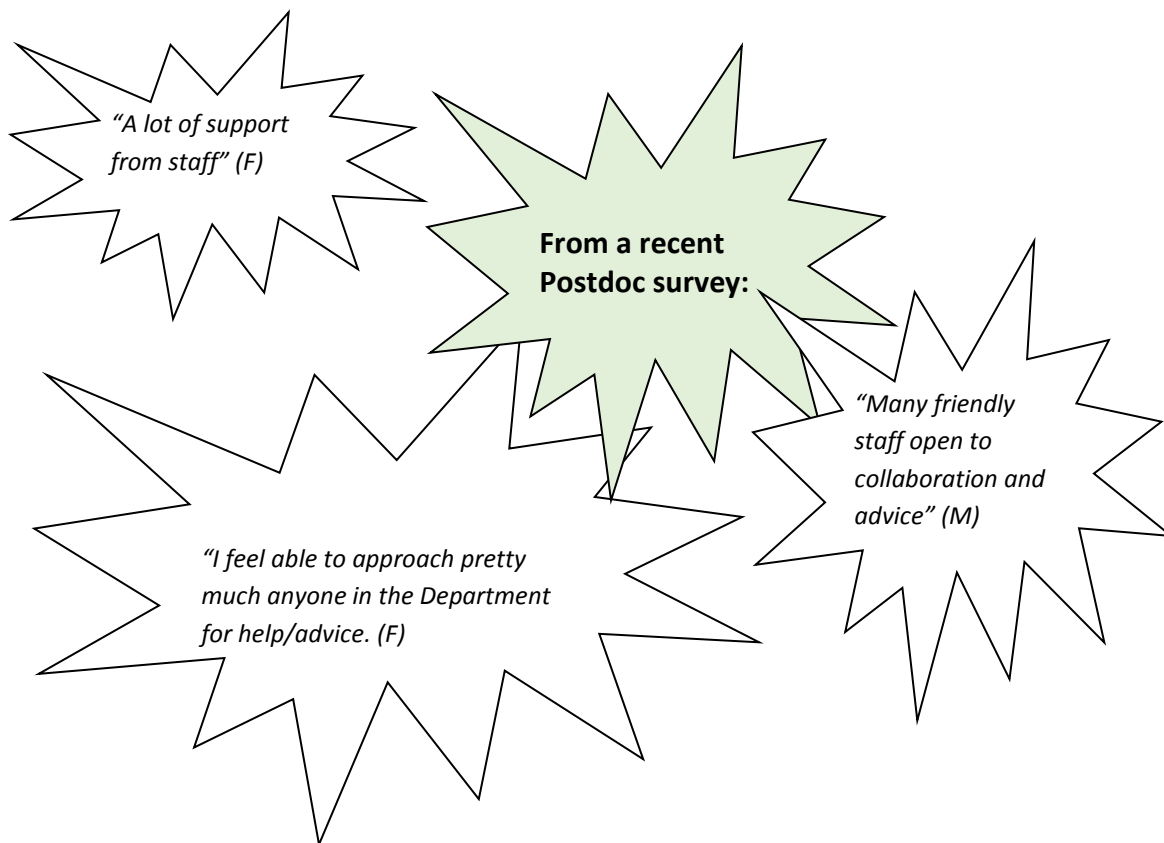 “A lot of support
from staff” (F)
From a recent
Postdoc survey:
“Many friendly
staff open to
collaboration and
advice” (M)
“I feel able to approach pretty
much anyone in the Department
for help/advice. (F)